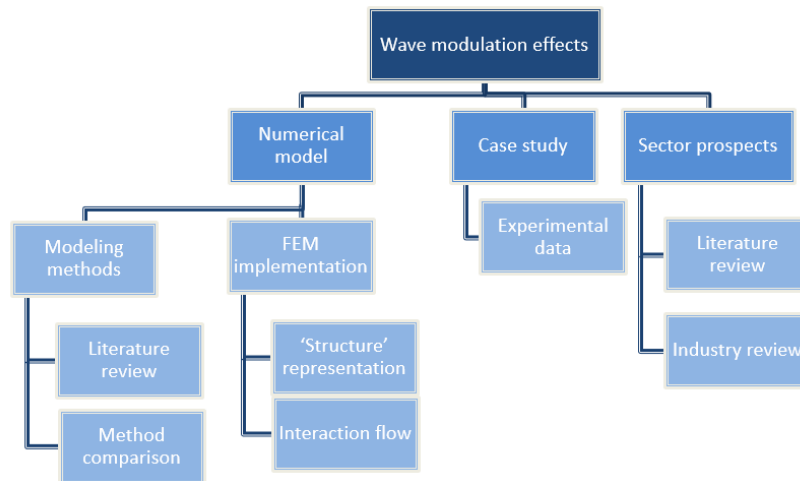 Wave modulation effects
Numerical
model
Case study
Sector prospects
Modeling
methods
FEM
implementation
Experimental
data
Literature
review
Literature
review
'Structure'
representation
Industry review
Method
comparison
Interaction flow